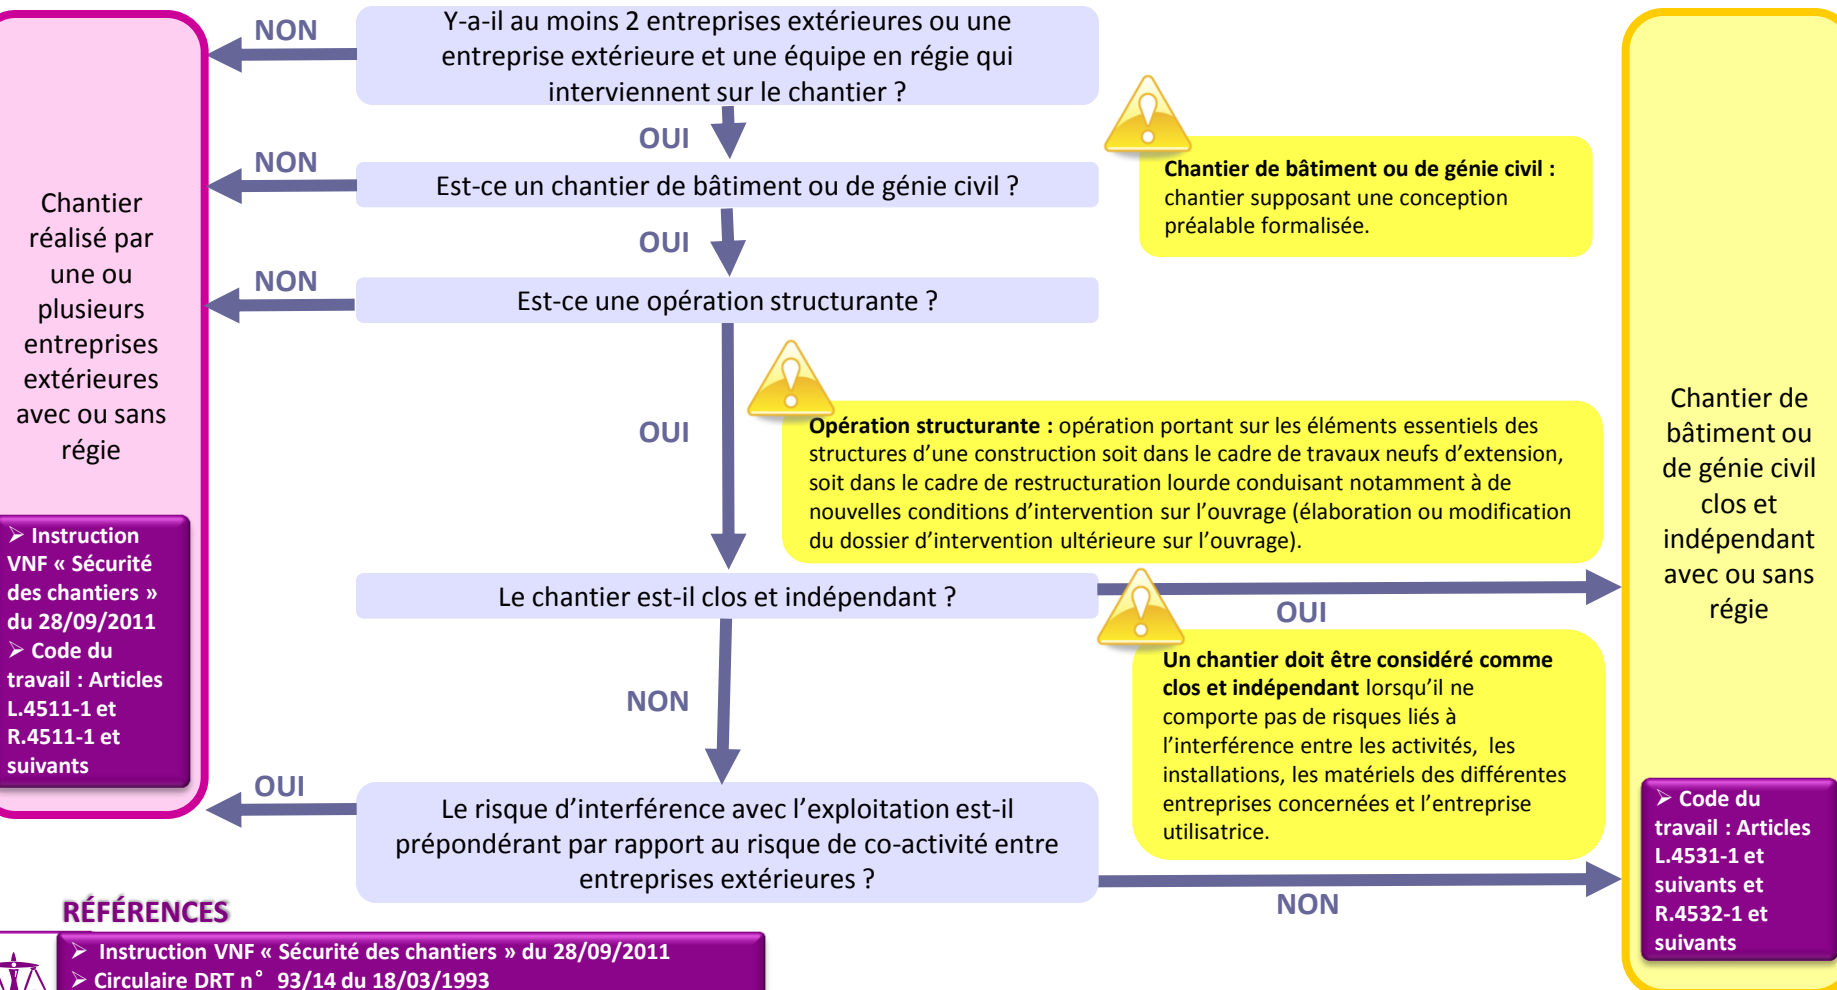 NON
Y-a-il au moins 2 entreprises extérieures ou une
entreprise extérieure et une équipe en régie qui
interviennent sur le chantier ?
OUI
NON
Est-ce un chantier de bâtiment ou de génie civil ?
Chantier de bâtiment ou de génie civil :
chantier supposant une conception
préalable formalisée.
OUI
NON
Est-ce une opération structurante ?
OUI
Opération structurante : opération portant sur les éléments essentiels des
structures d’une construction soit dans le cadre de travaux neufs d’extension,
soit dans le cadre de restructuration lourde conduisant notamment à de
nouvelles conditions d’intervention sur l’ouvrage (élaboration ou modification
du dossier d’intervention ultérieure sur l’ouvrage).
Le chantier est-il clos et indépendant ?
OUI
NON
Un chantier doit être considéré comme
clos et indépendant lorsqu’il ne
comporte pas de risques liés à
l’interférence entre les activités, les
installations, les matériels des différentes
entreprises concernées et l’entreprise
utilisatrice.
OUI
Le risque d’interférence avec l’exploitation est-il
prépondérant par rapport au risque de co-activité entre
entreprises extérieures ?
NON
Chantier
réalisé par
une ou
plusieurs
entreprises
extérieures
avec ou sans
régie
➢ Instruction
VNF « Sécurité
des chantiers »
du 28/09/2011
➢ Code du
travail : Articles
L.4511-1 et
R.4511-1 et
suivants
Chantier de
bâtiment ou
de génie civil
clos et
indépendant
avec ou sans
régie
➢ Code du
travail : Articles
L.4531-1 et
suivants et
R.4532-1 et
suivants
RÉFÉRENCES
➢ Instruction VNF « Sécurité des chantiers » du 28/09/2011
➢ Circulaire DRT n° 93/14 du 18/03/1993